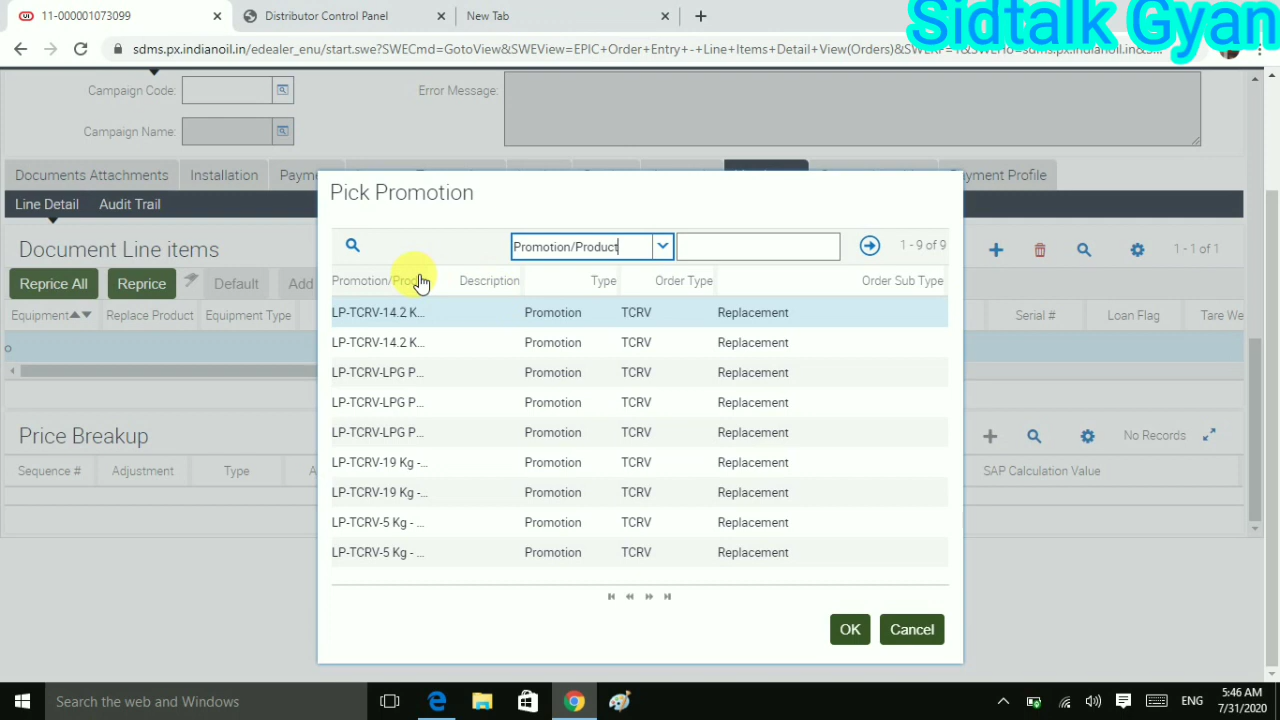 11-000001073099
Distributor Control Panel
New Tab
Sidtalk Gyan
sdms.px.indianoil.in/edealer_enu/start.swe?SWECmd=GotoView&SWEView=EPIC+Order+Entry+-+Line+Items+Detail+View(Orders)&SWERF=1&SWEHo=sdms.px.indianoil.in&S
Campaign Code:
Error Message:
Campaign Name:
Documents Attachments
Installation
Payment Profile
Line Detail
Audit Trail
Pick Promotion
Document Line items
1 - 1 of 1
Promotion/Product
1 - 9 of 9
Reprice All
Reprice
Default
Add
Description
Type
Order Type
Order Sub Type
Equipment
Replace Product
Equipment Type
Serial #
Loan Flag
Tare We
LP-TCRV-14.2 K... Promotion TCRV Replacement
LP-TCRV-14.2 K... Promotion TCRV Replacement
LP-TCRV-LPG P... Promotion TCRV Replacement
LP-TCRV-LPG P... Promotion TCRV Replacement
LP-TCRV-LPG P... Promotion TCRV Replacement
LP-TCRV-19 Kg -... Promotion TCRV Replacement
LP-TCRV-19 Kg -... Promotion TCRV Replacement
LP-TCRV-5 Kg - ... Promotion TCRV Replacement
LP-TCRV-5 Kg - ... Promotion TCRV Replacement
Price Breakup
No Records
Sequence #
Adjustment
Type
SAP Calculation Value
OK
Cancel
Search the web and Windows
ENG
5:46 AM
7/31/2020